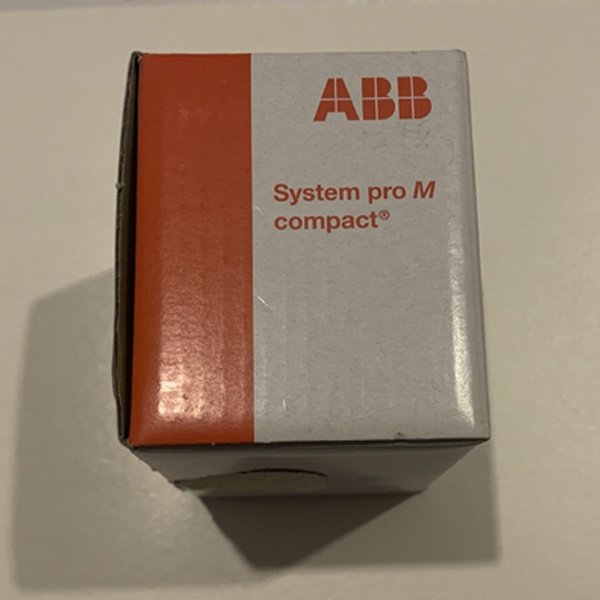 ABB
System pro M
compact®